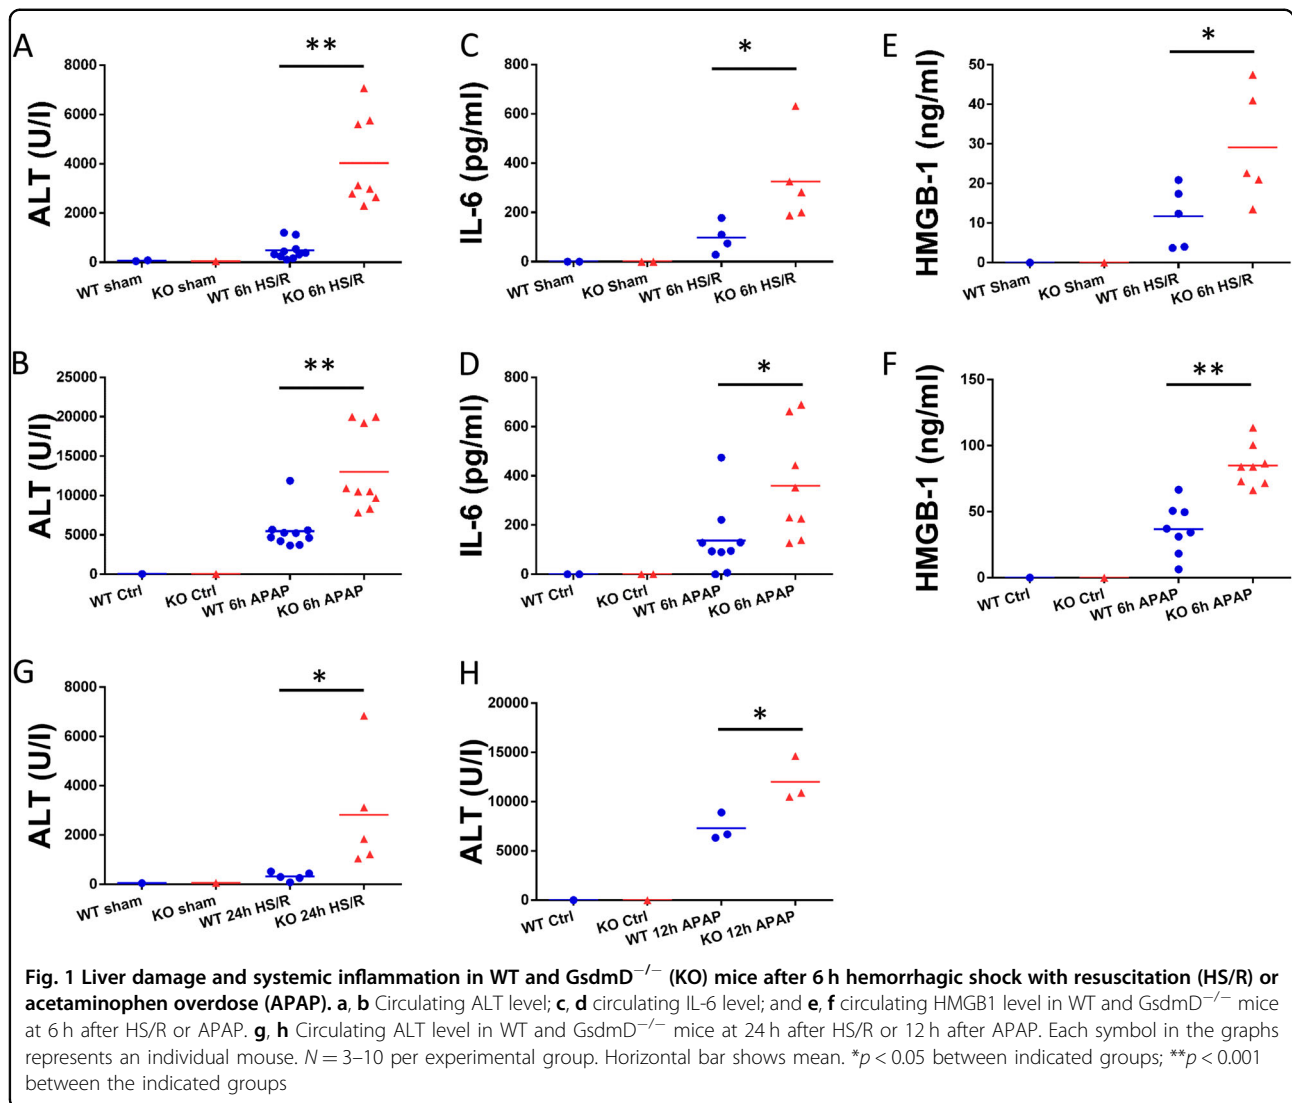 A
**
ALT (U/l)
8000
6000
4000
2000
0
WT sham
KO sham
WT 6h HS/R
KO 6h HS/R
C
*
IL-6 (pg/ml)
800
600
400
200
0
WT Sham
KO Sham
WT 6h HS/R
KO 6h HS/R
E
*
HMGB-1 (ng/ml)
50
40
30
20
10
0
WT Sham
KO Sham
WT 6h HS/R
KO 6h HS/R
B
**
ALT (U/l)
25000
20000
15000
10000
5000
0
WT Ctrl
KO Ctrl
WT 6h APAP
KO 6h APAP
D
*
IL-6 (pg/ml)
800
600
400
200
0
WT Ctrl
KO Ctrl
WT 6h APAP
KO 6h APAP
F
**
HMGB-1 (ng/ml)
150
100
50
0
WT Ctrl
KO Ctrl
WT 6h APAP
KO 6h APAP
G
*
ALT (U/l)
8000
6000
4000
2000
0
WT sham
KO sham
WT 24h HS/R
KO 24h HS/R
H
*
ALT (U/l)
20000
15000
10000
5000
0
WT Ctrl
KO Ctrl
WT 12h APAP
KO 12h APAP
Fig. 1 Liver damage and systemic inflammation in WT and GsdmD−/− (KO) mice after 6 h hemorrhagic shock with resuscitation (HS/R) or
acetaminophen overdose (APAP). a, b Circulating ALT level; c, d circulating IL-6 level; and e, f circulating HMGB1 level in WT and GsdmD−/− mice
at 6 h after HS/R or APAP. g, h Circulating ALT level in WT and GsdmD−/− mice at 24 h after HS/R or 12 h after APAP. Each symbol in the graphs
represents an individual mouse. N = 3–10 per experimental group. Horizontal bar shows mean. *p < 0.05 between indicated groups; **p < 0.001
between the indicated groups